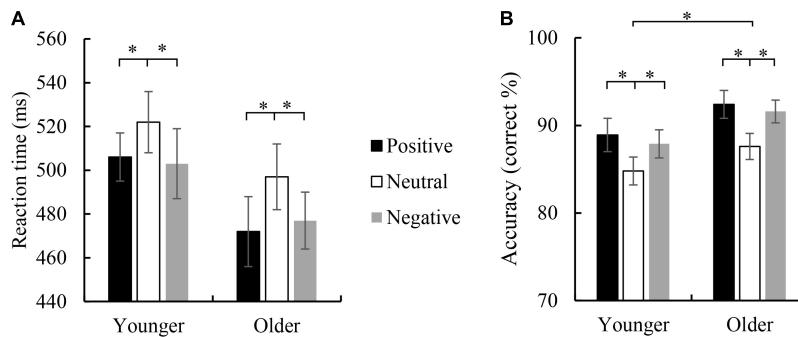 A
Reaction time (ms)
560
540
520
500
480
460
440
* *
* *
Younger
Older
Positive
Neutral
Negative
B
Accuracy (correct %)
100
90
80
70
*
* *
* *
Younger
Older